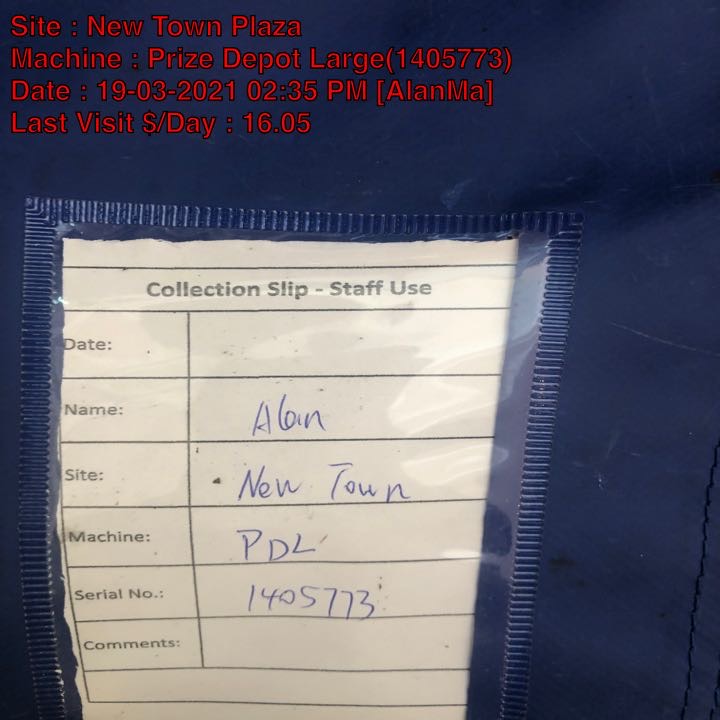 Site : New Town Plaza
Machine : Prize Depot Large(1405773)
Date : 19-03-2021 02:35 PM [AlanMa]
Last Visit $/Day : 16.05
Collection Slip - Staff Use
Date:
Name: Alan
Site: New Town
Machine: PDL
Serial No.: 1405773
Comments: